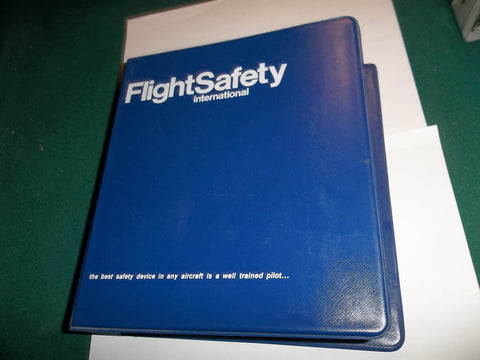 FlightSafety
international
the best safety device in any aircraft is a well trained pilot...